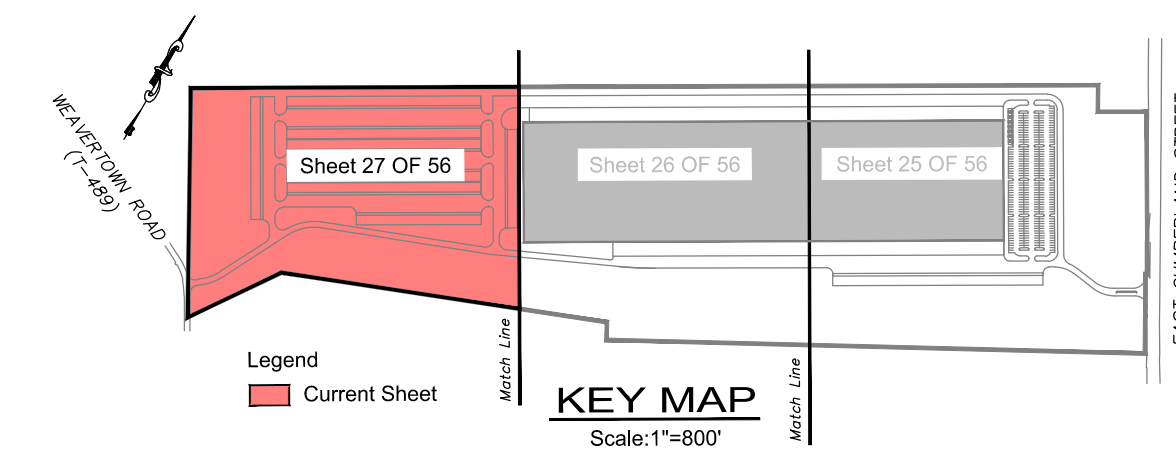 WEAVERTOWN ROAD
(T-489)
Sheet 27 OF 56
Sheet 26 OF 56
Sheet 25 OF 56
Match Line
Match Line
Legend
Current Sheet
KEY MAP
Scale:1"=800'